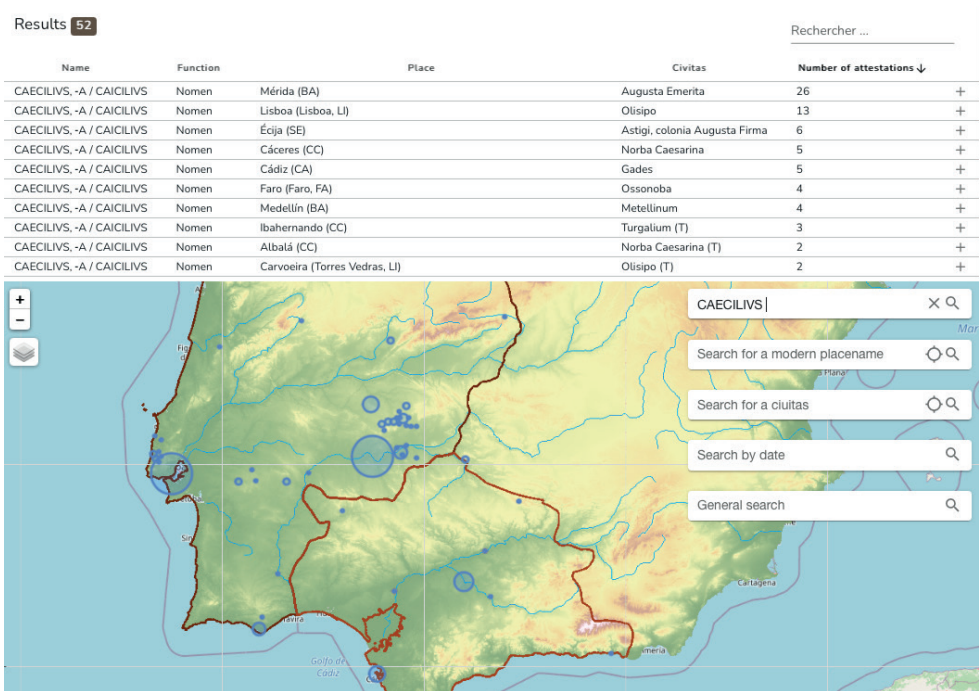 Results 52
Rechercher ...
Name Function Place Civitas Number of attestations
CAECILIVS, -A / CAICILIVS Nomen Mérida (BA) Augusta Emerita 26 +
CAECILIVS, -A / CAICILIVS Nomen Lisboa (Lisboa, LI) Olisipo 13 +
CAECILIVS, -A / CAICILIVS Nomen Écija (SE) Astigi, colonia Augusta Firma 6 +
CAECILIVS, -A / CAICILIVS Nomen Cáceres (CC) Norba Caesarina 5 +
CAECILIVS, -A / CAICILIVS Nomen Cádiz (CA) Gades 5 +
CAECILIVS, -A / CAICILIVS Nomen Faro (Faro, FA) Ossonoba 4 +
CAECILIVS, -A / CAICILIVS Nomen Medellín (BA) Metellinum 4 +
CAECILIVS, -A / CAICILIVS Nomen Ibahernando (CC) Turgalium (T) 3 +
CAECILIVS, -A / CAICILIVS Nomen Albalá (CC) Norba Caesarina (T) 2 +
CAECILIVS, -A / CAICILIVS Nomen Carvoeira (Torres Vedras, LI) Olisipo (T) 2 +
+
−
CAECILIVS
Mar
Search for a modern placename
Plana
Search for a ciuitas
Search by date
General search
Cartagena
meria
Golfo de
Cádiz